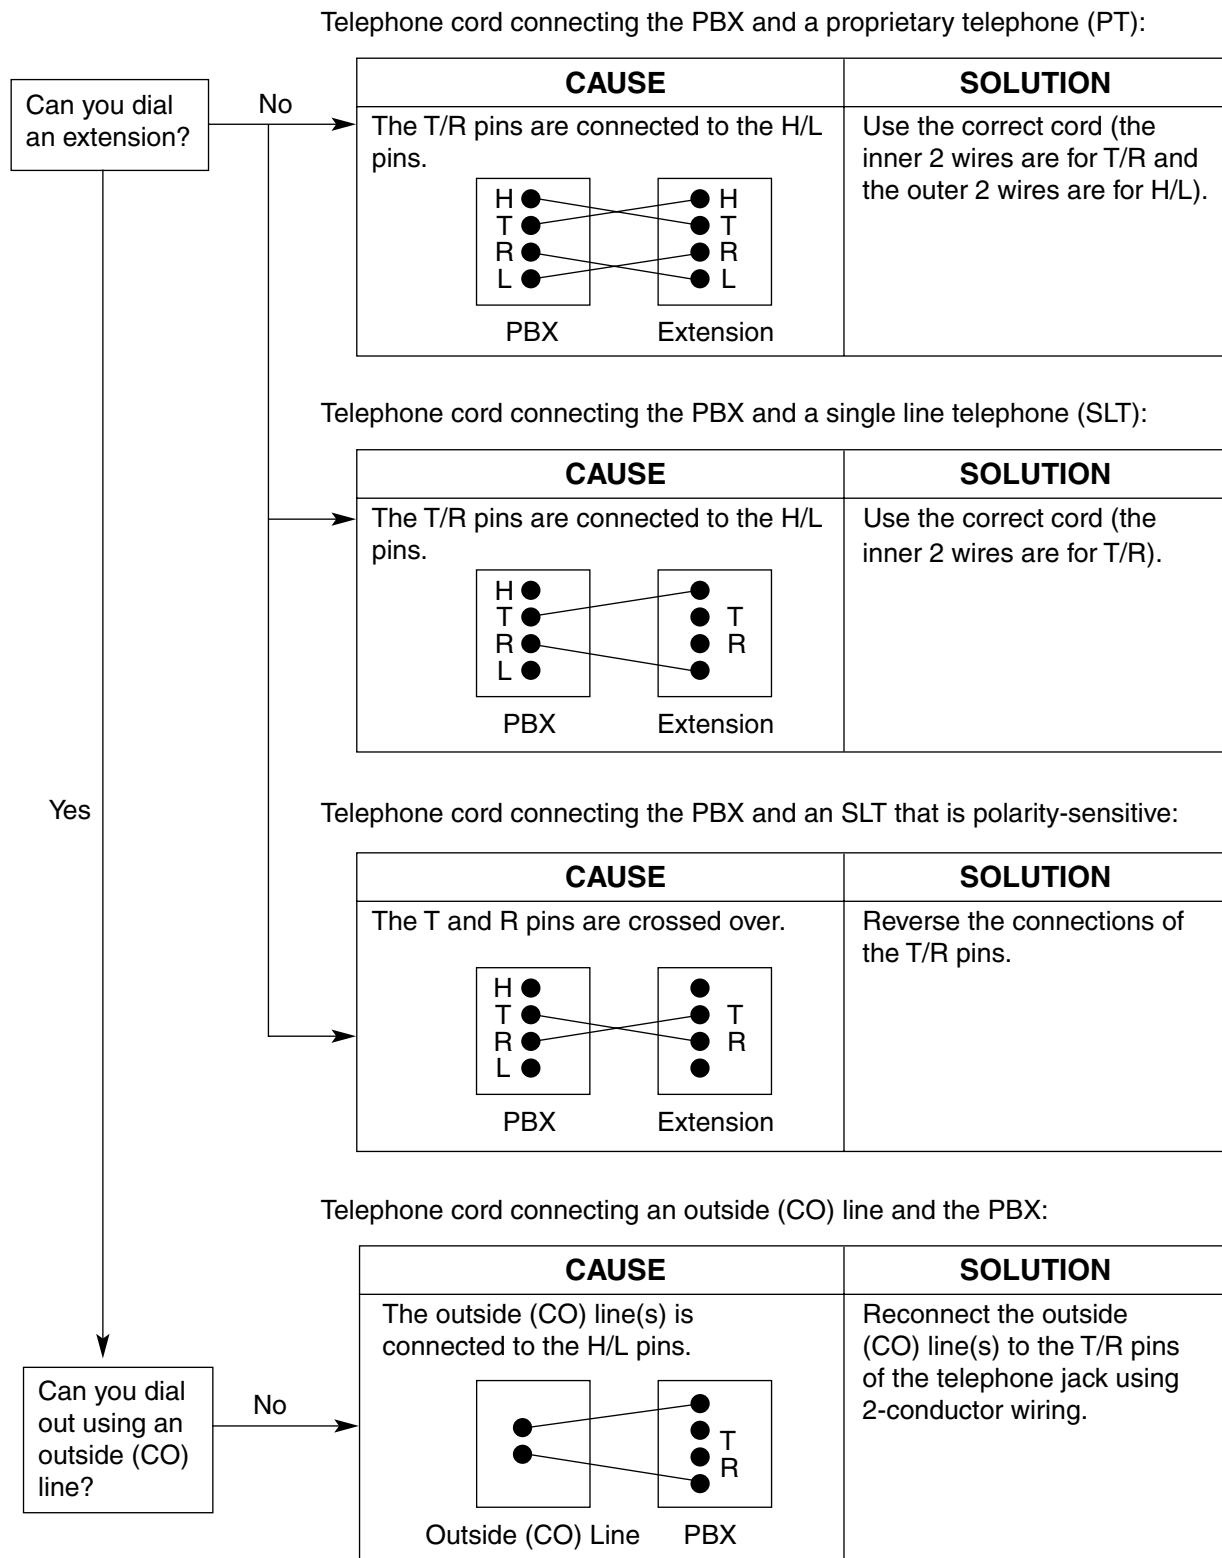 Telephone cord connecting the PBX and a proprietary telephone (PT):
Can you dial
an extension?
No
CAUSE
SOLUTION
The T/R pins are connected to the H/L
pins.
Use the correct cord (the
inner 2 wires are for T/R and
the outer 2 wires are for H/L).
H
H
T
T
R
R
L
L
PBX
Extension
Telephone cord connecting the PBX and a single line telephone (SLT):
CAUSE
SOLUTION
The T/R pins are connected to the H/L
pins.
Use the correct cord (the
inner 2 wires are for T/R).
H
T
T
R
R
L
PBX
Extension
Yes
Telephone cord connecting the PBX and an SLT that is polarity-sensitive:
CAUSE
SOLUTION
The T and R pins are crossed over.
Reverse the connections of
the T/R pins.
H
T
T
R
R
L
PBX
Extension
Telephone cord connecting an outside (CO) line and the PBX:
Can you dial
out using an
outside (CO)
line?
No
CAUSE
SOLUTION
The outside (CO) line(s) is
connected to the H/L pins.
Reconnect the outside
(CO) line(s) to the T/R pins
of the telephone jack using
2-conductor wiring.
T
R
Outside (CO) Line
PBX